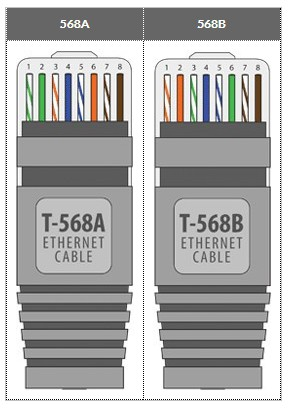 568A
568B
1 2 3 4 5 6 7 8
1 2 3 4 5 6 7 8
T-568A
ETHERNET
CABLE
T-568B
ETHERNET
CABLE